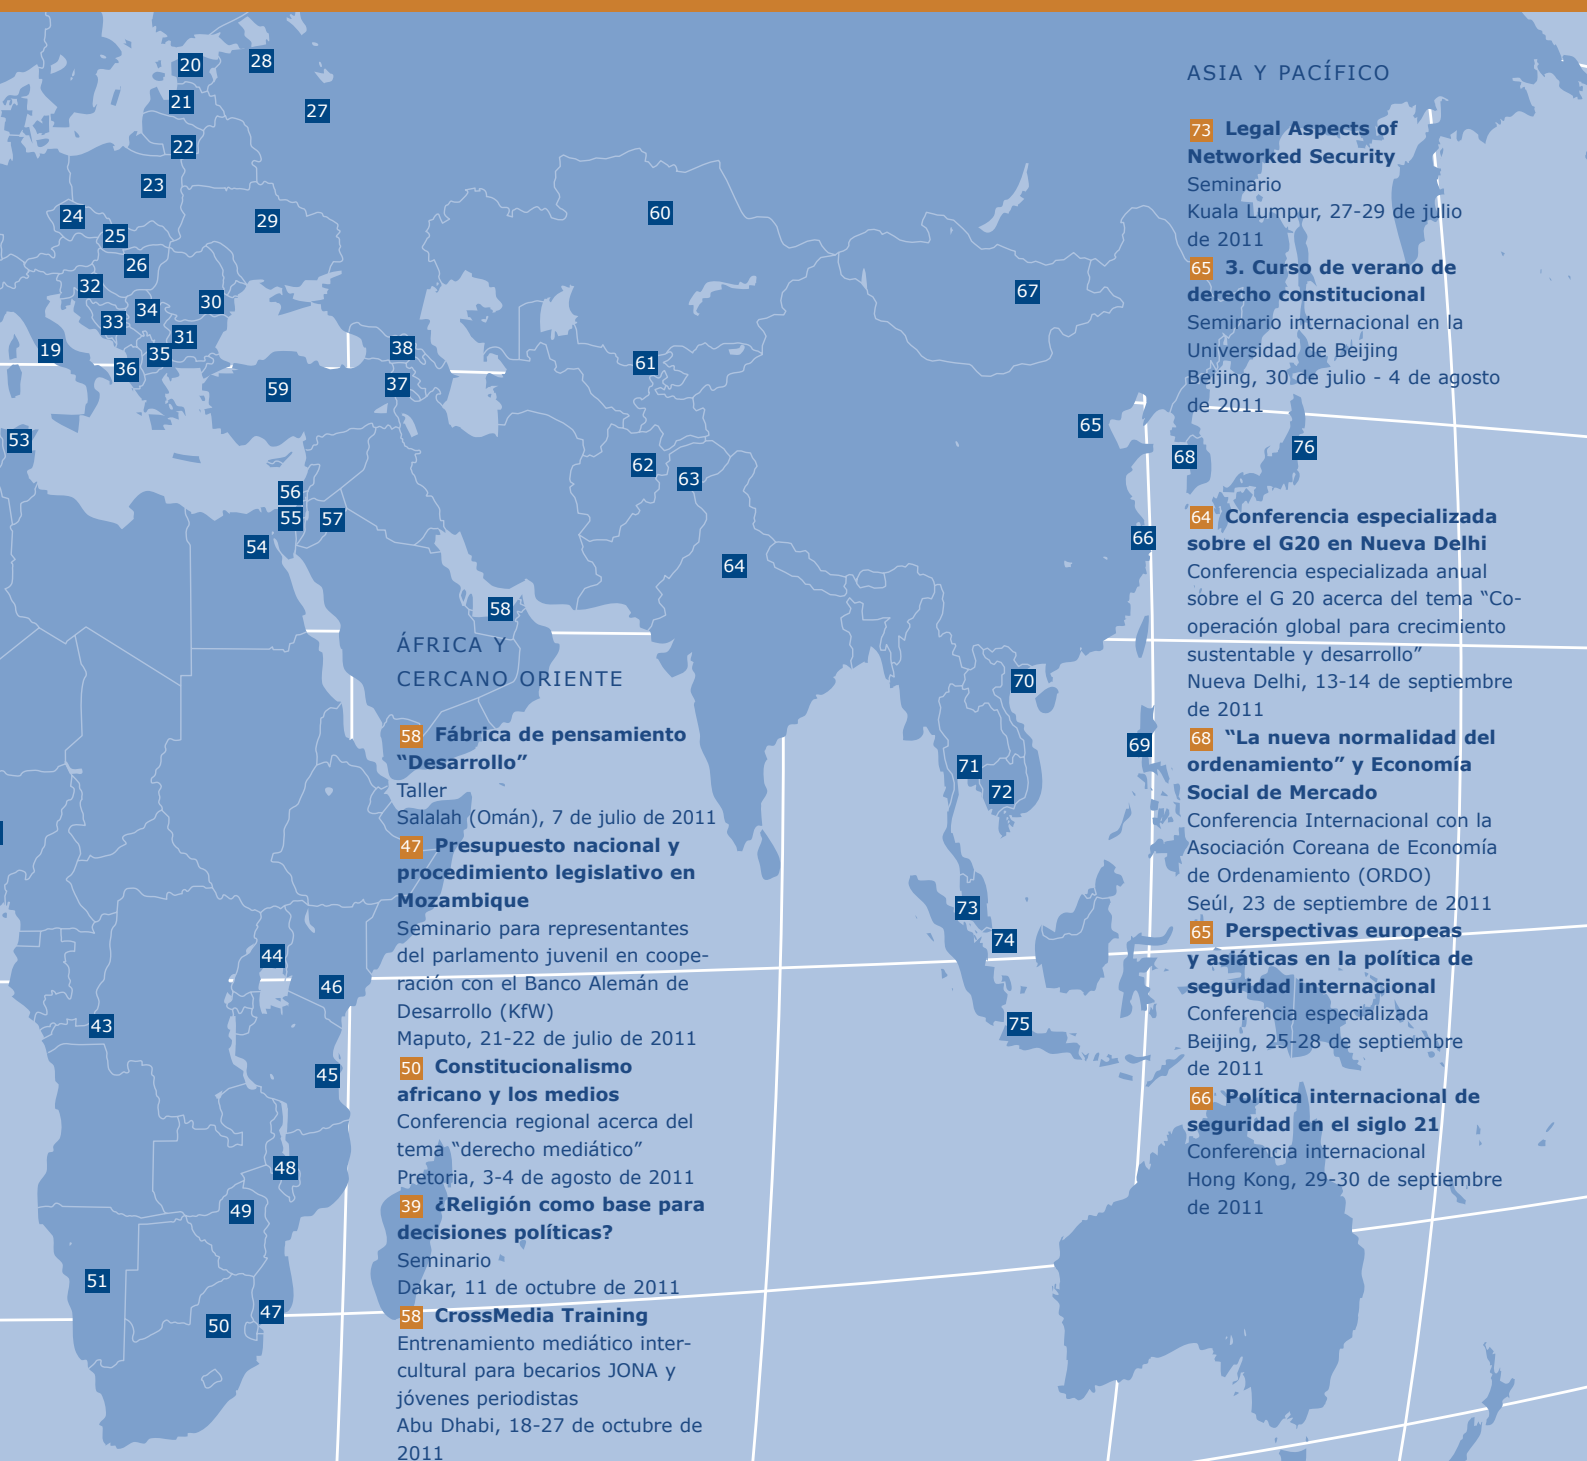 20
28
21
27
22
23
24
25
29
60
26
32
30
34
33
31
19
35
36
38
37
59
61
67
53
65
68
76
62
63
56
55
57
54
66
64
58
70
69
71
72
73
74
75
44
46
43
45
48
49
51
50
47
ÁFRICA Y
CERCANO ORIENTE
58 Fábrica de pensamiento
“Desarrollo”
Taller
Salalah (Omán), 7 de julio de 2011
47 Presupuesto nacional y
procedimiento legislativo en
Mozambique
Seminario para representantes
del parlamento juvenil en coope-
ración con el Banco Alemán de
Desarrollo (KfW)
Maputo, 21-22 de julio de 2011
50 Constitucionalismo
africano y los medios
Conferencia regional acerca del
tema “derecho mediático”
Pretoria, 3-4 de agosto de 2011
39 ¿Religión como base para
decisiones políticas?
Seminario
Dakar, 11 de octubre de 2011
58 CrossMedia Training
Entrenamiento mediático inter-
cultural para becarios JONA y
jóvenes periodistas
Abu Dhabi, 18-27 de octubre de
2011
ASIA Y PACÍFICO
73 Legal Aspects of
Networked Security
Seminario
Kuala Lumpur, 27-29 de julio
de 2011
65 3. Curso de verano de
derecho constitucional
Seminario internacional en la
Universidad de Beijing
Beijing, 30 de julio - 4 de agosto
de 2011
64 Conferencia especializada
sobre el G20 en Nueva Delhi
Conferencia especializada anual
sobre el G 20 acerca del tema “Co-
operación global para crecimiento
sustentable y desarrollo”
Nueva Delhi, 13-14 de septiembre
de 2011
68 “La nueva normalidad del
ordenamiento” y Economía
Social de Mercado
Conferencia Internacional con la
Asociación Coreana de Economía
de Ordenamiento (ORDO)
Seúl, 23 de septiembre de 2011
65 Perspectivas europeas
y asiáticas en la política de
seguridad internacional
Conferencia especializada
Beijing, 25-28 de septiembre
de 2011
66 Política internacional de
seguridad en el siglo 21
Conferencia internacional
Hong Kong, 29-30 de septiembre
de 2011